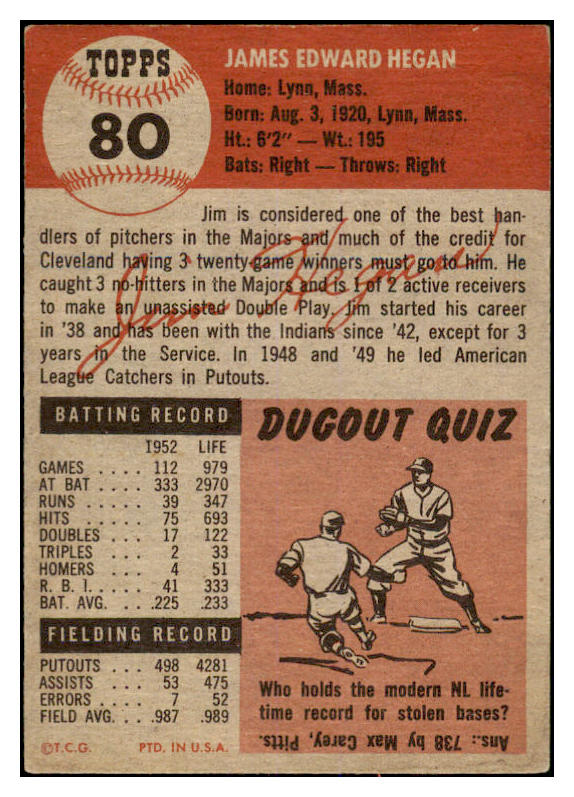 TOPPS
80
JAMES EDWARD HEGAN
Home: Lynn, Mass.
Born: Aug. 3, 1920, Lynn, Mass.
Ht.: 6'2" — Wt.: 195
Bats: Right — Throws: Right
Jim is considered one of the best han-
dlers of pitchers in the Majors and much of the credit for
Cleveland having 3 twenty-game winners must go to him. He
caught 3 no-hitters in the Majors and is 1 of 2 active receivers
to make an unassisted Double Play. Jim started his career
in '38 and has been with the Indians since '42, except for 3
years in the Service. In 1948 and '49 he led American
League Catchers in Putouts.
Jim Hegan
BATTING RECORD
1952 LIFE
GAMES .... 112 979
AT BAT .... 333 2970
RUNS .... 39 347
HITS .... 75 693
DOUBLES ... 17 122
TRIPLES ... 2 33
HOMERS ... 4 51
R. B. I. .... 41 333
BAT. AVG. ... .225 .233
FIELDING RECORD
PUTOUTS ... 498 4281
ASSISTS ... 53 475
ERRORS .... 7 52
FIELD AVG. .. .987 .989
©T.C.G. PTD. IN U.S.A.
DUGOUT QUIZ
Who holds the modern NL life-
time record for stolen bases?
Ans.: 738 by Max Carey, Pitts.